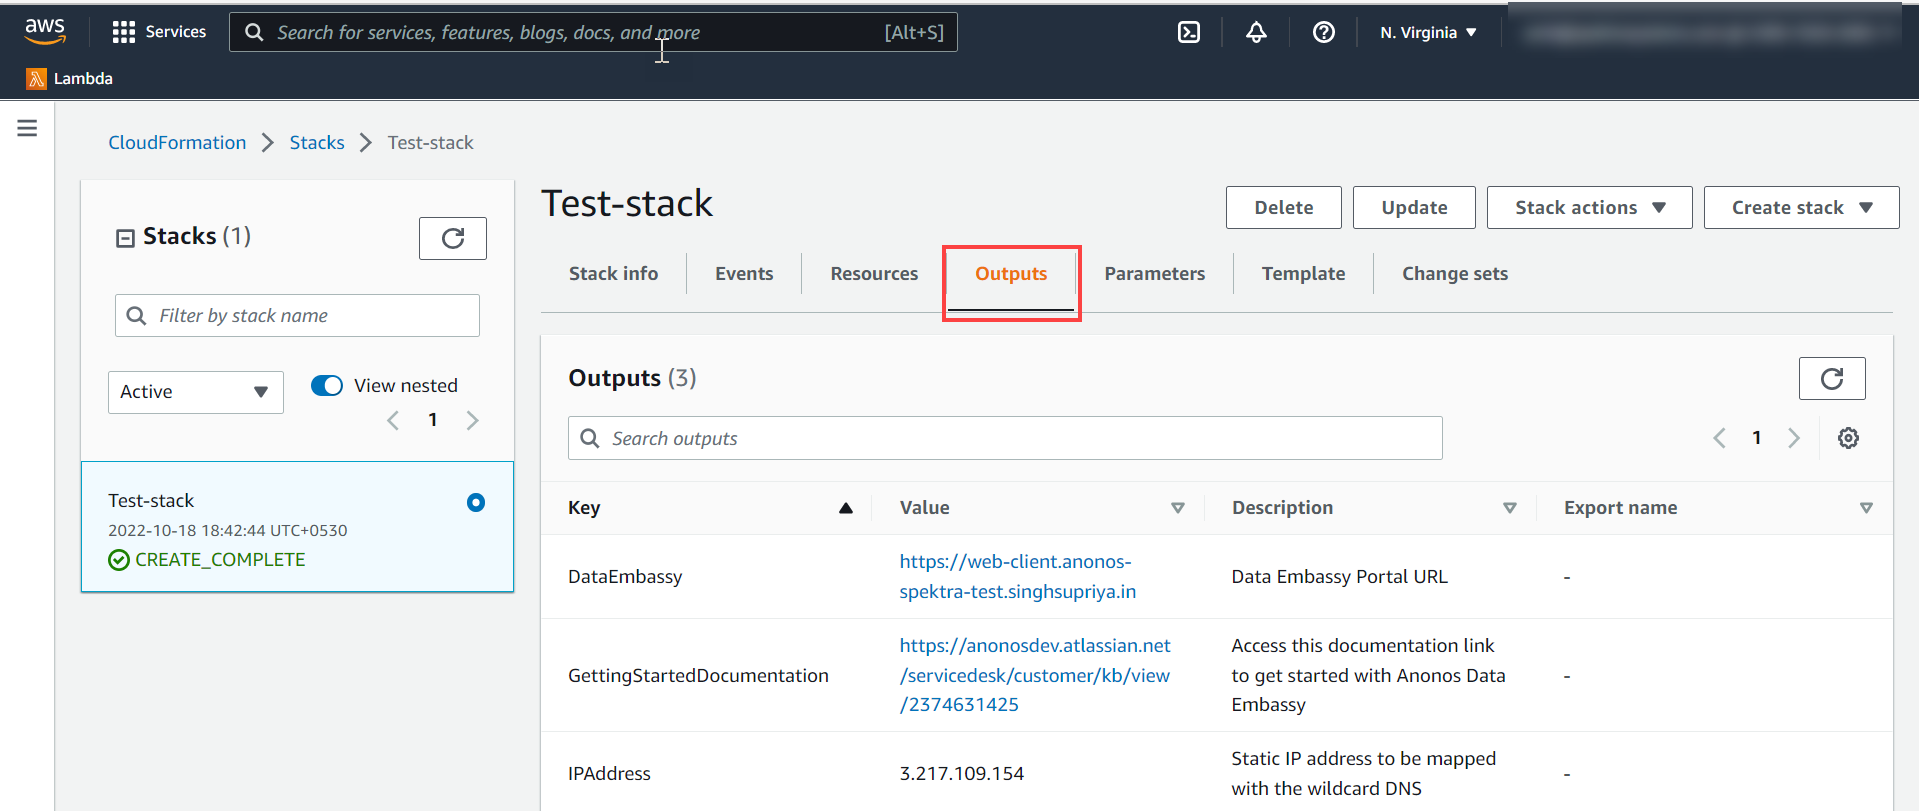 aws
Services
Search for services, features, blogs, docs, and more
[Alt+S]
N. Virginia
Lambda
CloudFormation
Stacks
Test-stack
Stacks (1)
Filter by stack name
Active
View nested
1
Test-stack
2022-10-18 18:42:44 UTC+0530
CREATE_COMPLETE
Test-stack
Delete
Update
Stack actions
Create stack
Stack info
Events
Resources
Outputs
Parameters
Template
Change sets
Outputs (3)
Search outputs
1
Key
Value
Description
Export name
DataEmbassy
https://web-client.anonos-
spektra-test.singhsupriya.in
Data Embassy Portal URL
-
GettingStartedDocumentation
https://anonosdev.atlassian.net
/servicedesk/customer/kb/view
/2374631425
Access this documentation link
to get started with Anonos Data
Embassy
-
IPAddress
3.217.109.154
Static IP address to be mapped
with the wildcard DNS
-